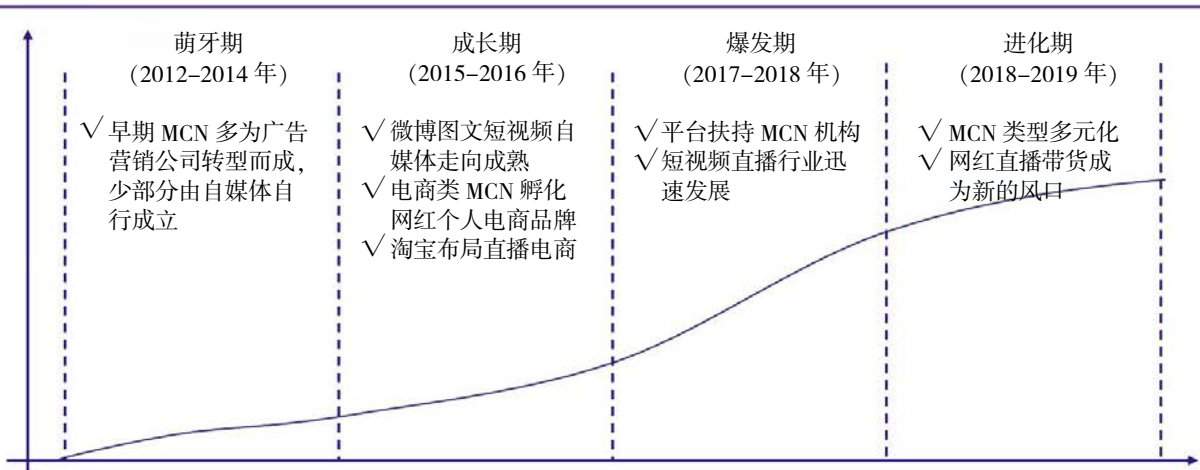 萌芽期
(2012–2014 年)
√ 早期 MCN 多为广告
营销公司转型而成，
少部分由自媒体自
行成立
成长期
(2015–2016 年)
√ 微博图文短视频自
媒体走向成熟
√ 电商类 MCN 孵化
网红个人电商品牌
√ 淘宝布局直播电商
爆发期
(2017–2018 年)
√ 平台扶持 MCN 机构
√ 短视频直播行业迅
速发展
进化期
(2018–2019 年)
√ MCN 类型多元化
√ 网红直播带货成
为新的风口